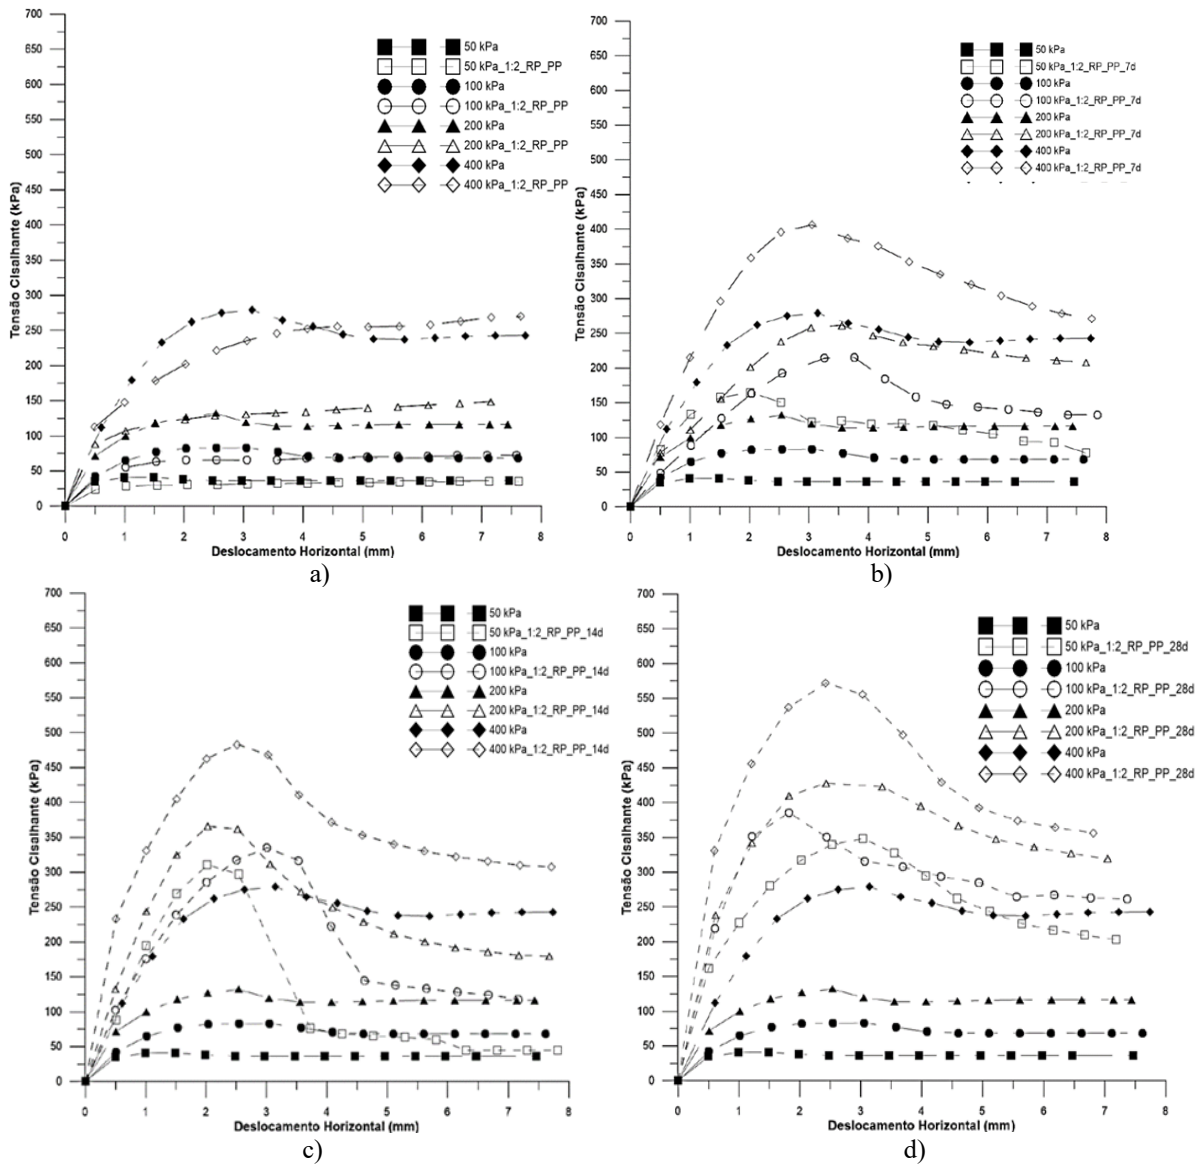 700
650
600
550
500
450
400
350
300
250
200
150
100
50
0
Tensão Cisalhante (kPa)
50 kPa
50 kPa_1:2_RP_PP
100 kPa
100 kPa_1:2_RP_PP
200 kPa
200 kPa_1:2_RP_PP
400 kPa
400 kPa_1:2_RP_PP
0 1 2 3 4 5 6 7 8
Deslocamento Horizontal (mm)
a)
700
650
600
550
500
450
400
350
300
250
200
150
100
50
0
Tensão Cisalhante (kPa)
50 kPa
50 kPa_1:2_RP_PP_7d
100 kPa
100 kPa_1:2_RP_PP_7d
200 kPa
200 kPa_1:2_RP_PP_7d
400 kPa
400 kPa_1:2_RP_PP_7d
0 1 2 3 4 5 6 7 8
Deslocamento Horizontal (mm)
b)
700
650
600
550
500
450
400
350
300
250
200
150
100
50
0
Tensão Cisalhante (kPa)
50 kPa
50 kPa_1:2_RP_PP_14d
100 kPa
100 kPa_1:2_RP_PP_14d
200 kPa
200 kPa_1:2_RP_PP_14d
400 kPa
400 kPa_1:2_RP_PP_14d
0 1 2 3 4 5 6 7 8
Deslocamento Horizontal (mm)
c)
700
650
600
550
500
450
400
350
300
250
200
150
100
50
0
Tensão Cisalhante (kPa)
50 kPa
50 kPa_1:2_RP_PP_28d
100 kPa
100 kPa_1:2_RP_PP_28d
200 kPa
200 kPa_1:2_RP_PP_28d
400 kPa
400 kPa_1:2_RP_PP_28d
0 1 2 3 4 5 6 7 8
Deslocamento Horizontal (mm)
d)